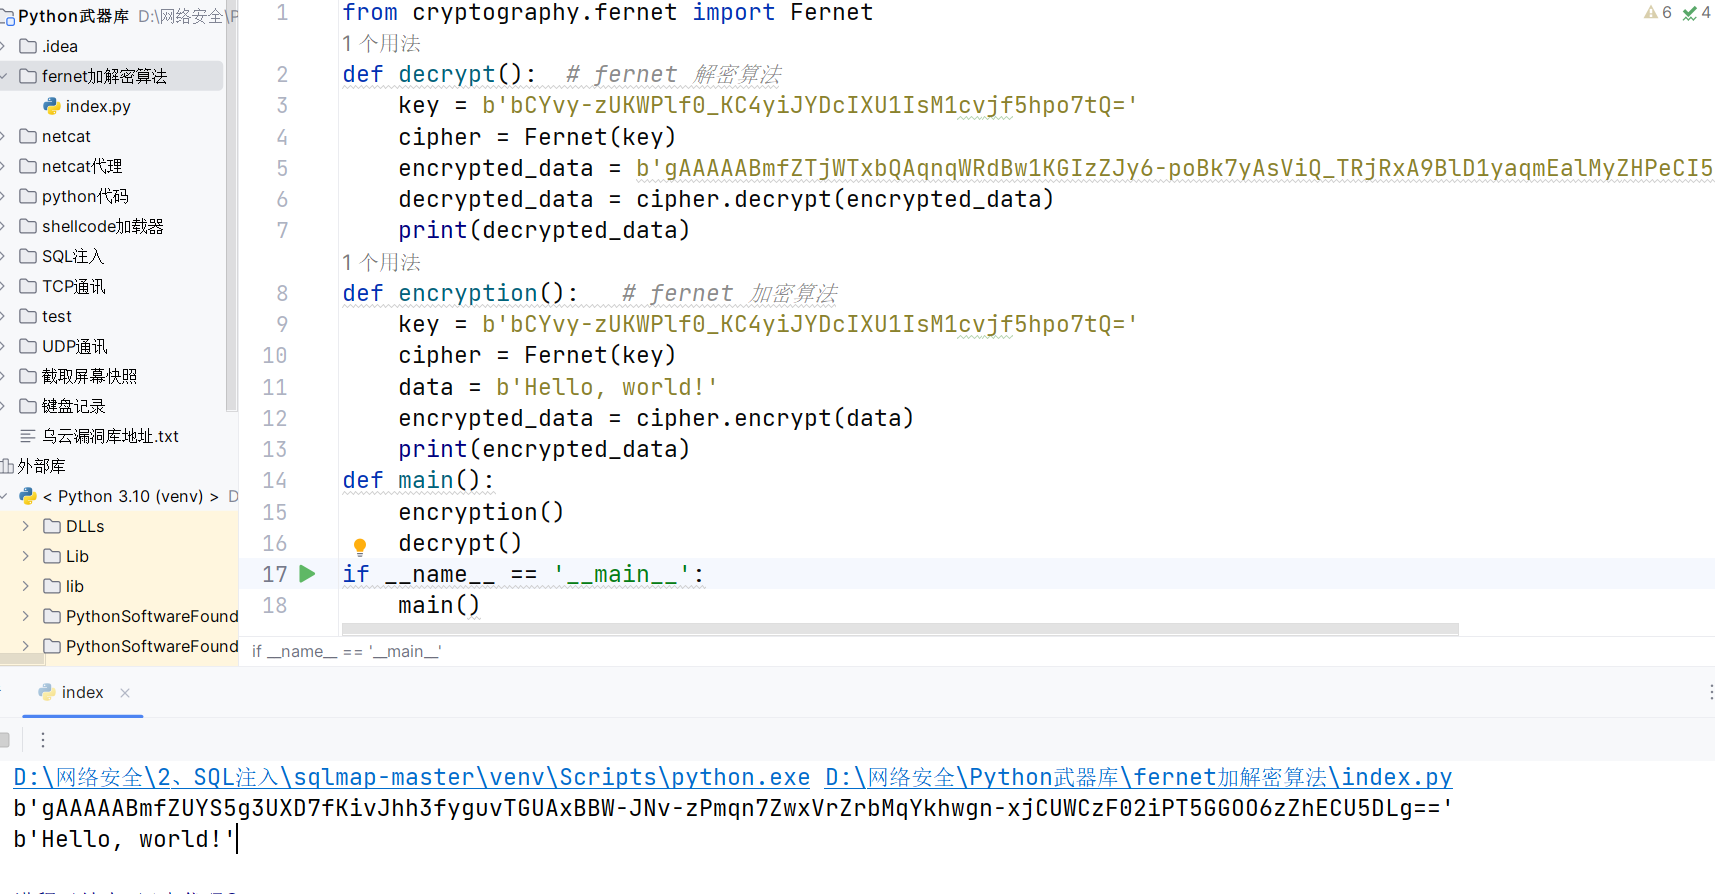 Python武器库 D:\网络安全\P
.idea
fernet加解密算法
index.py
netcat
netcat代理
python代码
shellcode加载器
SQL注入
TCP通讯
test
UDP通讯
截取屏幕快照
键盘记录
乌云漏洞库地址.txt
外部库
< Python 3.10 (venv) > D
DLLs
Lib
lib
PythonSoftwareFound
PythonSoftwareFound
6 4
1 from cryptography.fernet import Fernet
1 个用法
2 def decrypt():  # fernet 解密算法
3     key = b'bCYvy-zUKWPlf0_KC4yiJYDcIXU1IsM1cvjf5hpo7tQ='
4     cipher = Fernet(key)
5     encrypted_data = b'gAAAAABmfZTjWTxbQAqnqWRdBw1KGIzZJy6-poBk7yAsViQ_TRjRxA9BlD1yaqmEalMyZHPeCI5
6     decrypted_data = cipher.decrypt(encrypted_data)
7     print(decrypted_data)
1 个用法
8 def encryption():   # fernet 加密算法
9     key = b'bCYvy-zUKWPlf0_KC4yiJYDcIXU1IsM1cvjf5hpo7tQ='
10     cipher = Fernet(key)
11     data = b'Hello, world!'
12     encrypted_data = cipher.encrypt(data)
13     print(encrypted_data)
14 def main():
15     encryption()
16     decrypt()
17 if __name__ == '__main__':
18     main()
if __name__ == '__main__'
index
D:\网络安全\2、SQL注入\sqlmap-master\venv\Scripts\python.exe D:\网络安全\Python武器库\fernet加解密算法\index.py
b'gAAAAABmfZUYS5g3UXD7fKivJhh3fyguvTGUAxBBW-JNv-zPmqn7ZwxVrZrbMqYkhwgn-xjCUWCzF02iPT5GGOO6zZhECU5DLg=='
b'Hello, world!'